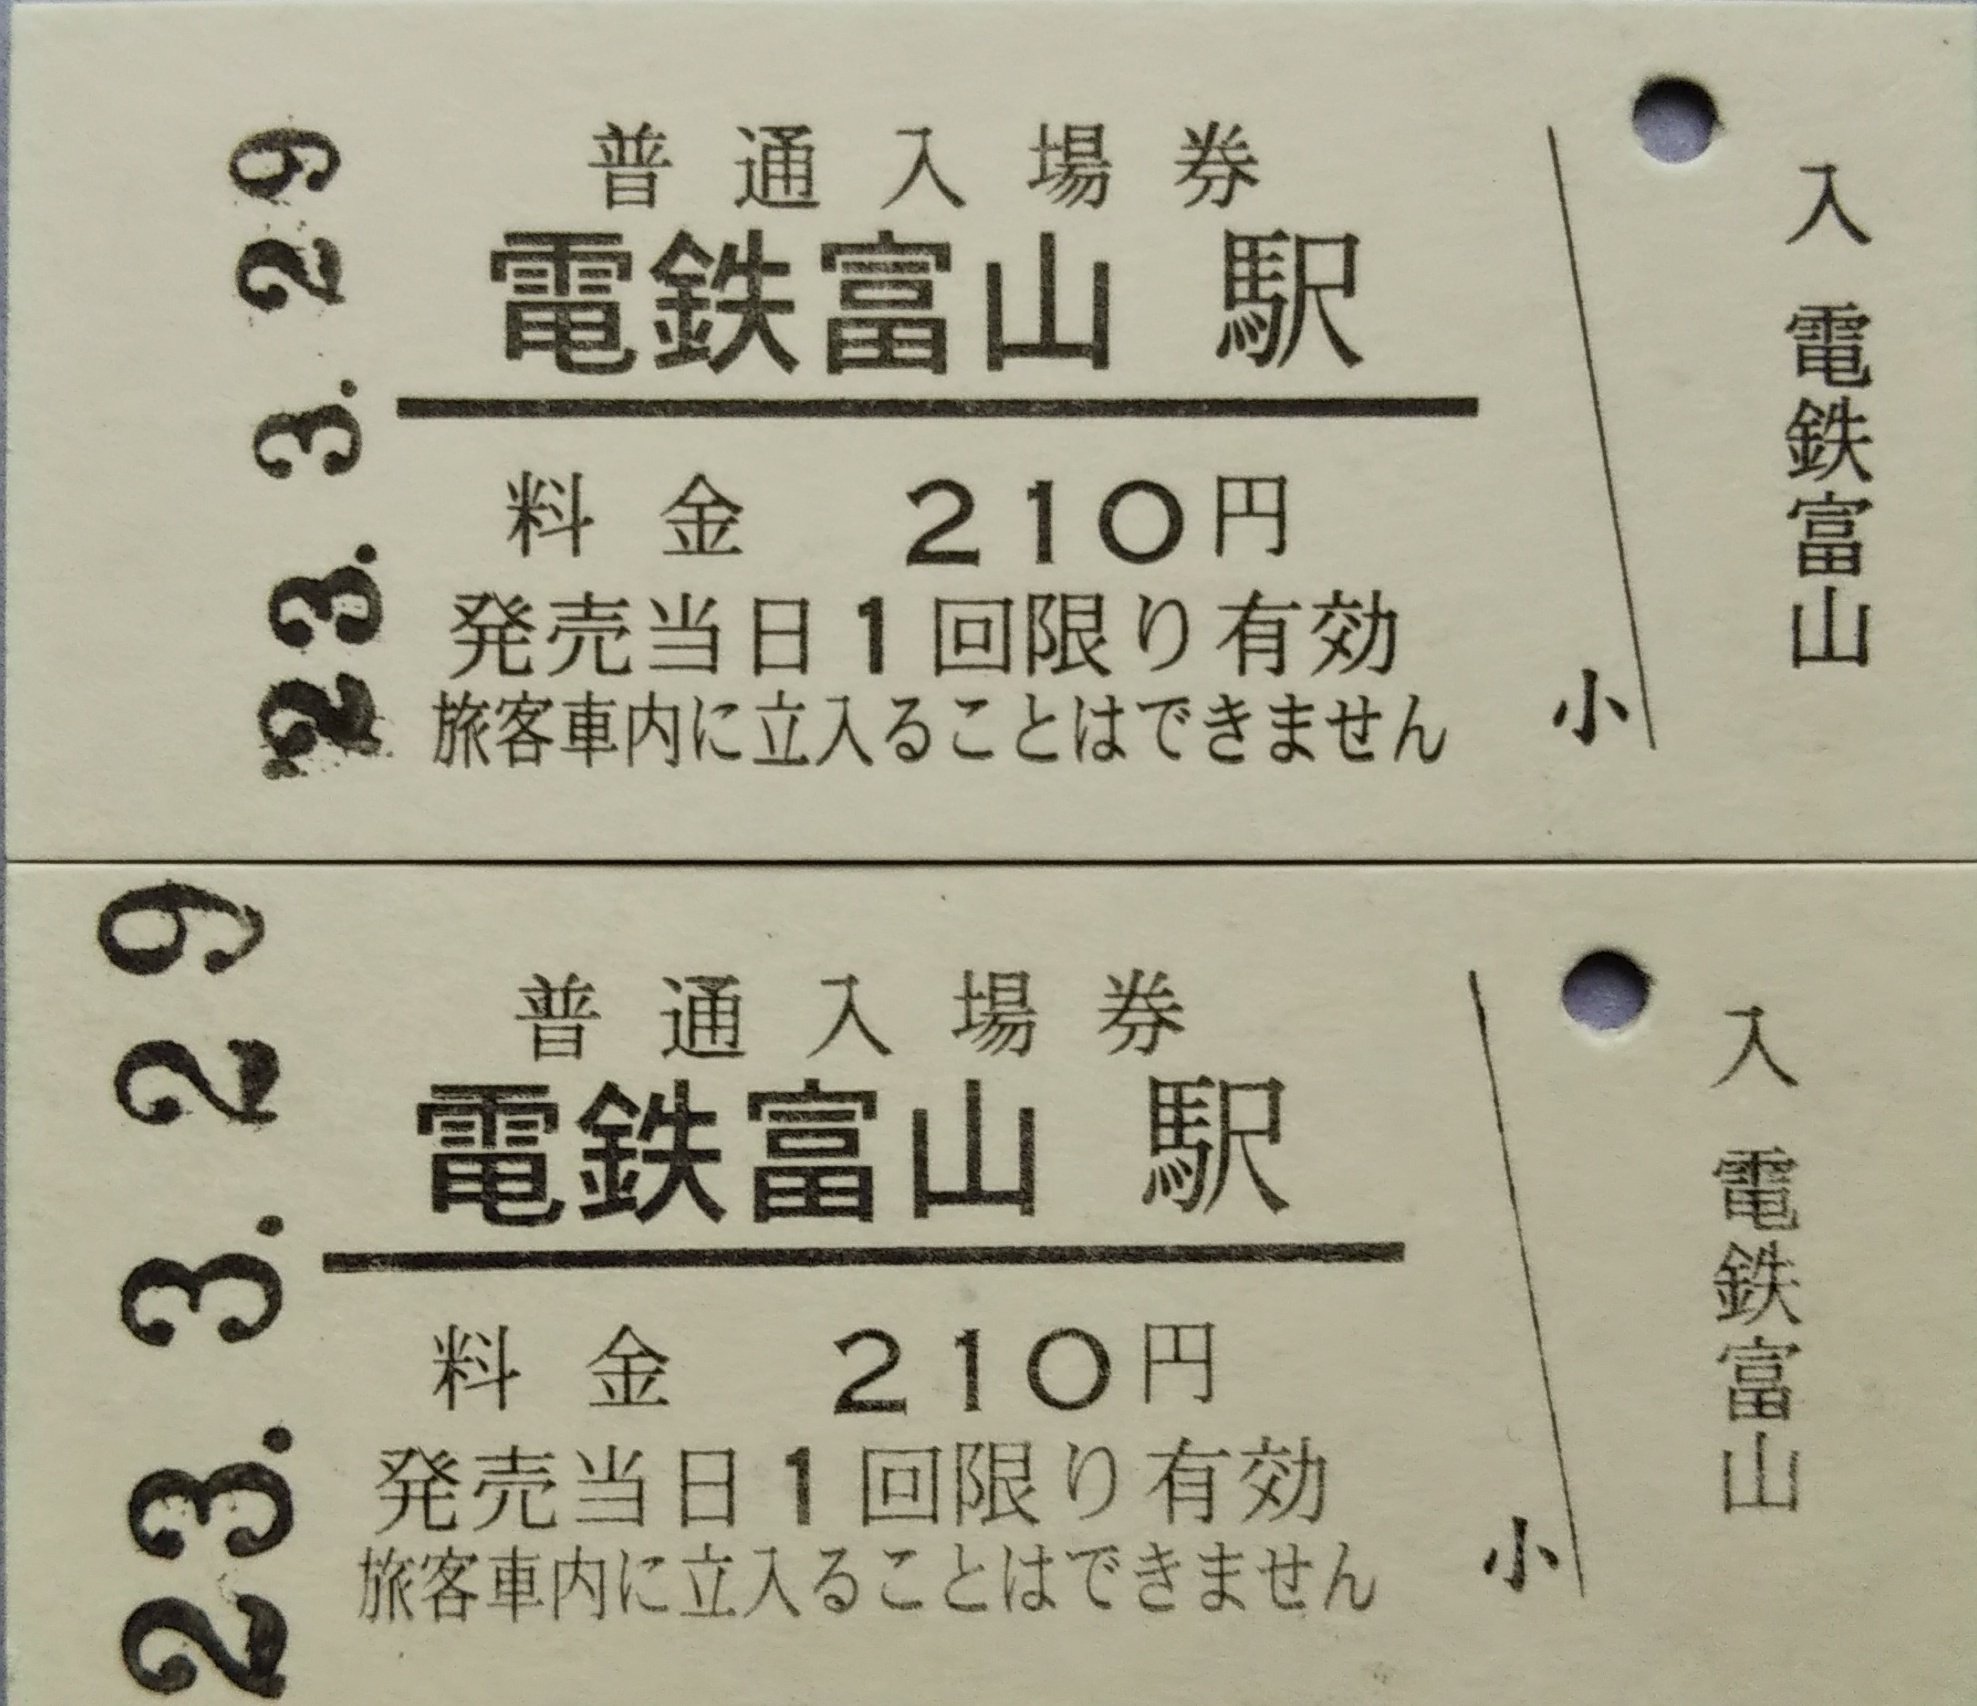 23.3.29
普通入場券
電鉄富山 駅
料金 210円
発売当日1回限り有効
旅客車内に立入ることはできません
小
入 電鉄富山
23.3.29
普通入場券
電鉄富山 駅
料金 210円
発売当日1回限り有効
旅客車内に立入ることはできません
小
入 電鉄富山